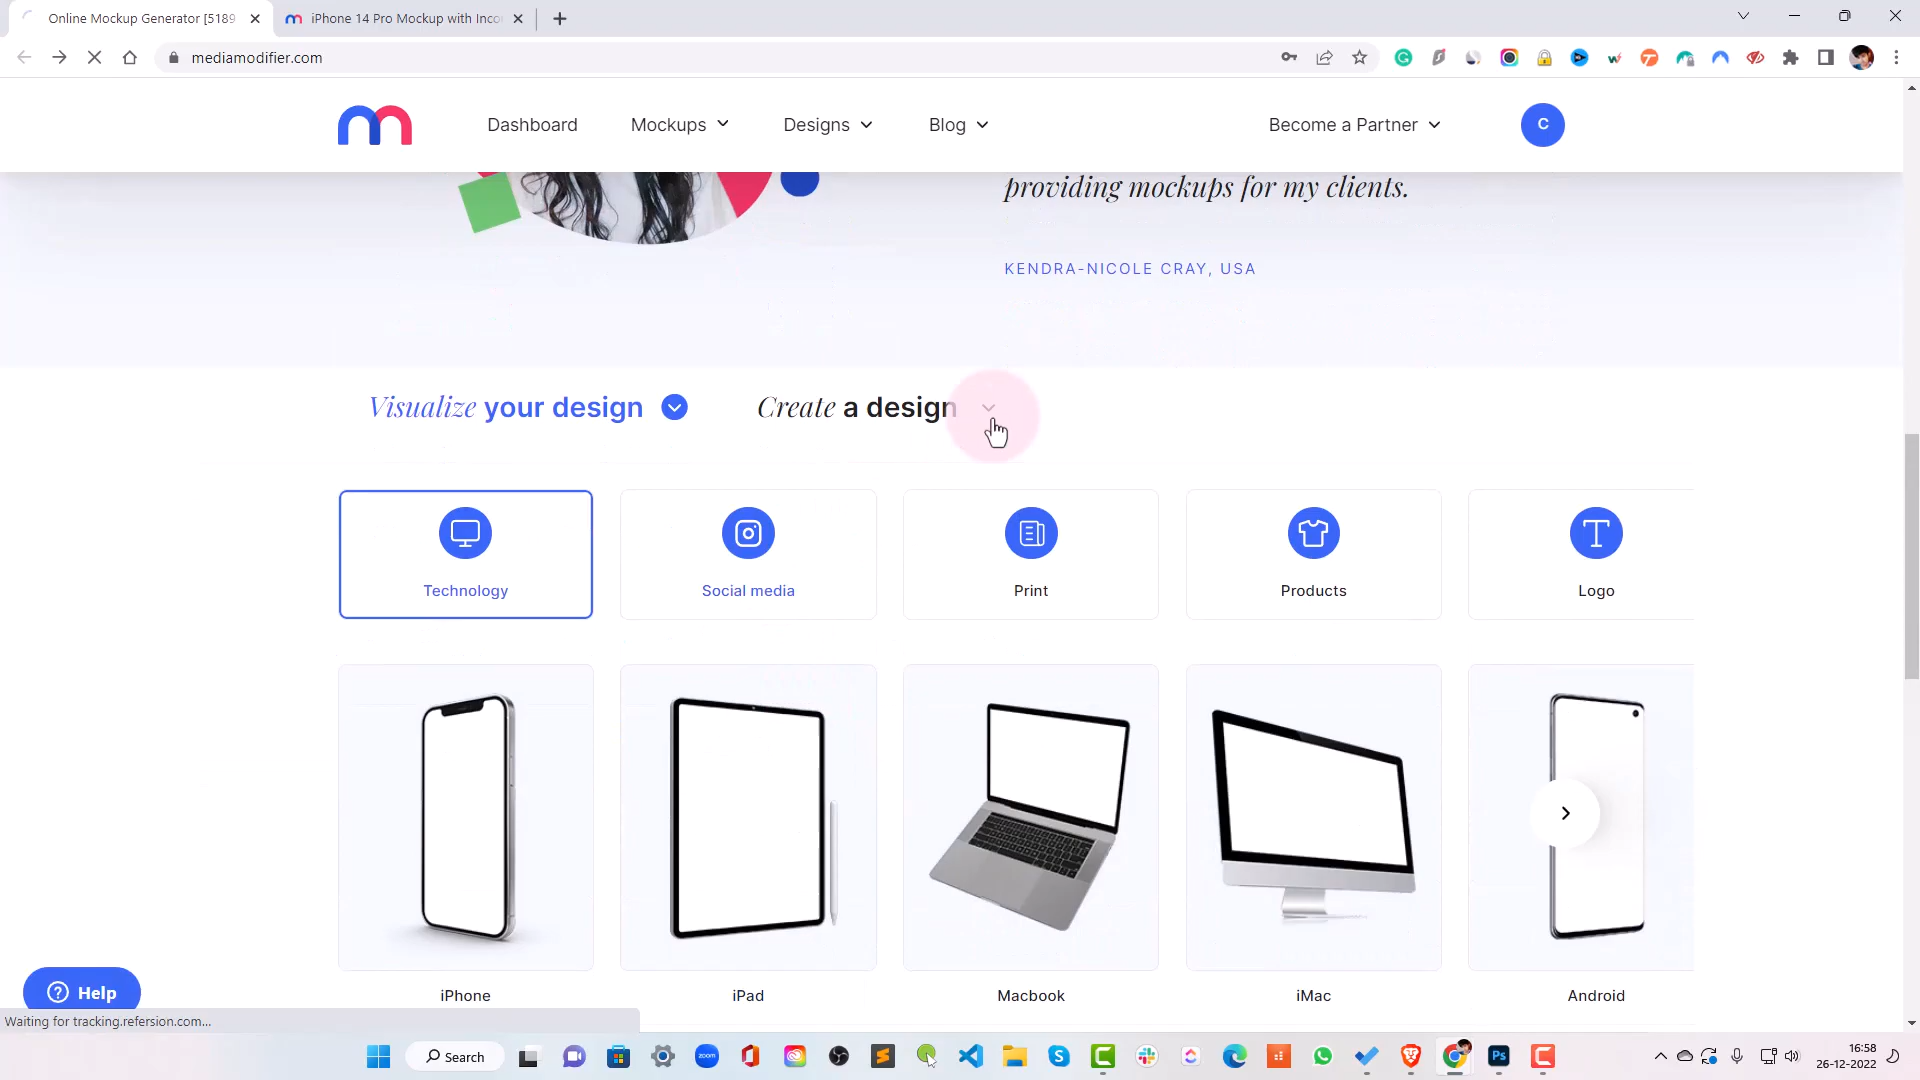 Online Mockup Generator [5189
iPhone 14 Pro Mockup with Inco
mediamodifier.com
Dashboard
Mockups
Designs
Blog
Become a Partner
C
providing mockups for my clients.
KENDRA-NICOLE CRAY, USA
Visualize your design
Create a design
Technology
Social media
Print
Products
Logo
iPhone
iPad
Macbook
iMac
Android
Help
Waiting for tracking.refersion.com...
Search
zoom
Ps
16:58
26-12-2022